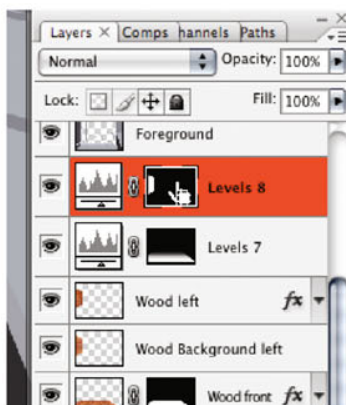 Layers × Comps hannels Paths
Normal Opacity: 100%
Lock: Fill: 100%
Foreground
Levels 8
Levels 7
Wood left fx
Wood Background left
Wood front fx